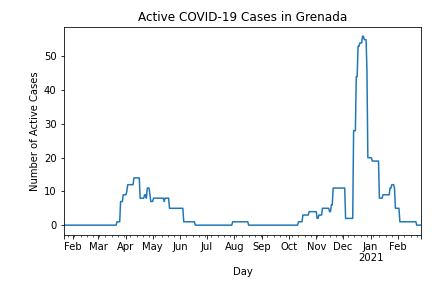 Active COVID-19 Cases in Grenada
Number of Active Cases
50
40
30
20
10
0
Feb Mar Apr May Jun Jul Aug Sep Oct Nov Dec Jan Feb
2021
Day